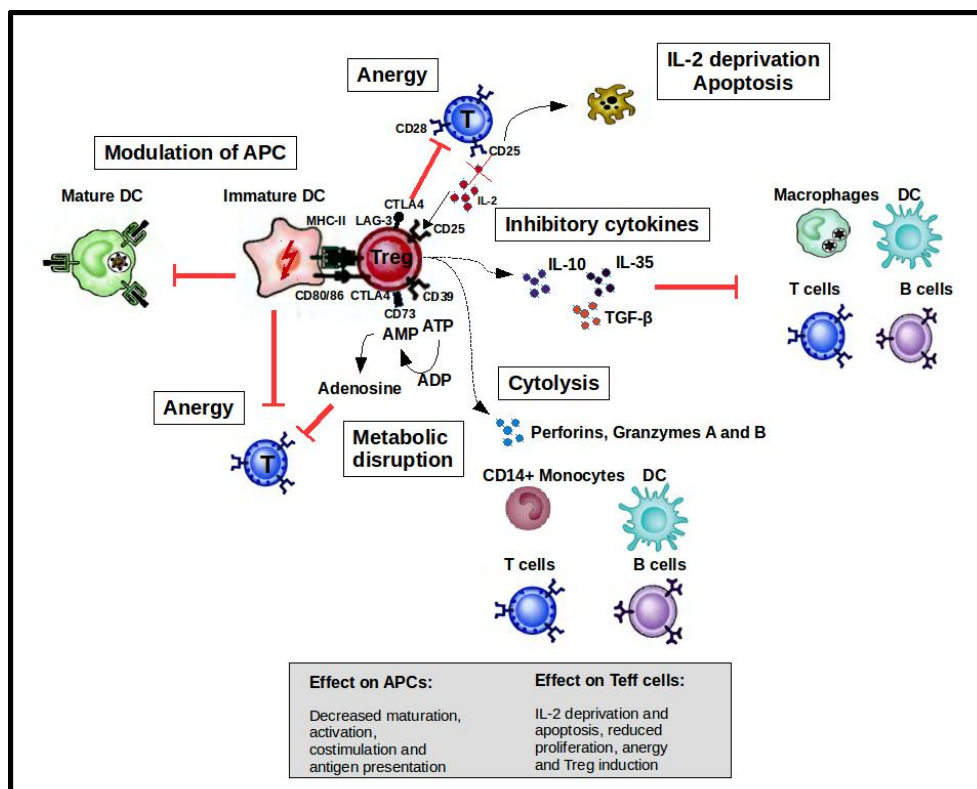 IL-2 deprivation
Apoptosis
Anergy
T
CD28
CD25
Modulation of APC
Mature DC
Immature DC
CTLA4
IL-2
MHC-II
LAG-3
CD25
Treg
Inhibitory cytokines
IL-10
IL-35
TGF-β
Macrophages
DC
T cells
B cells
CD80/86
CTLA4
CD39
CD73
AMP
ATP
ADP
Adenosine
Anergy
T
Metabolic
disruption
Cytolysis
Perforins, Granzymes A and B
CD14+ Monocytes
DC
T cells
B cells
Effect on APCs:
Decreased maturation,
activation,
costimulation and
antigen presentation
Effect on Teff cells:
IL-2 deprivation and
apoptosis, reduced
proliferation, anergy
and Treg induction